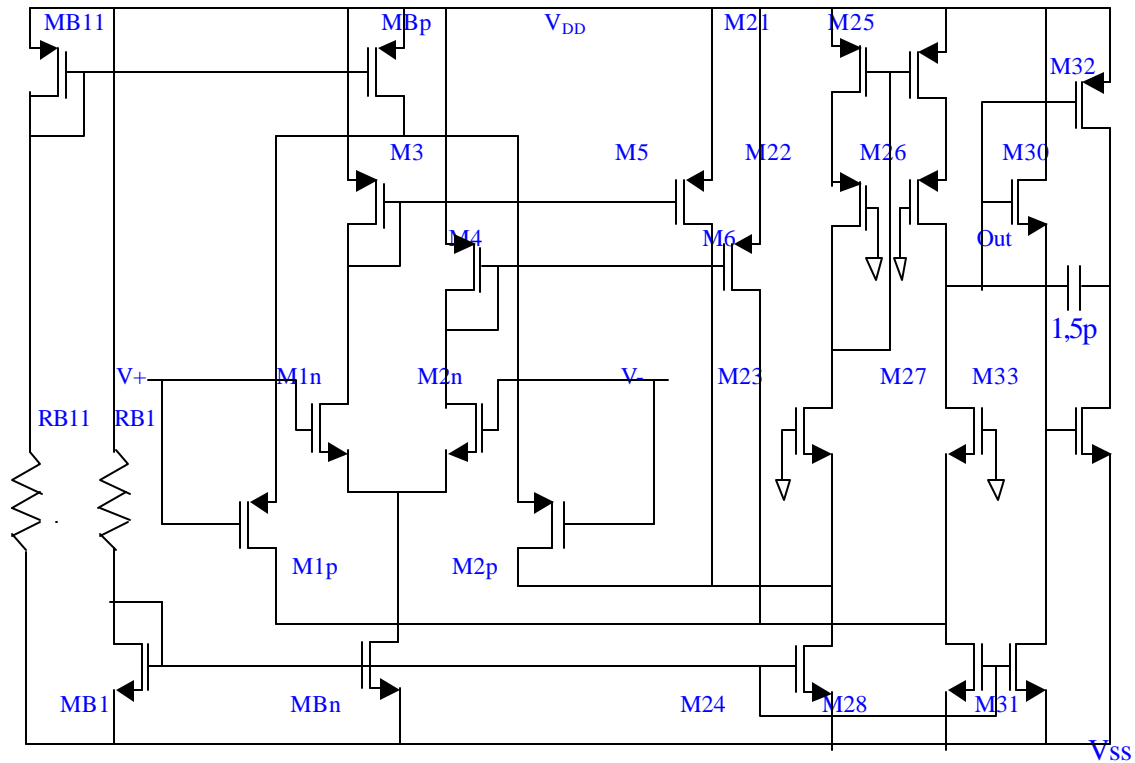 MB11 MBp VDD M21 M25
M32
M3 M5 M22 M26 M30
M4 M6 Out
1,5p
V+ M1n M2n V- M23 M27 M33
RB11 RB1
M1p M2p
MB1 MBn M24 M28 M31
Vss